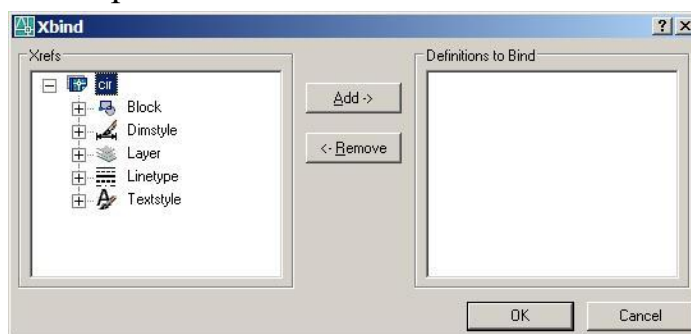 Xbind
Xrefs
cir
Block
Dimstyle
Layer
Linetype
Textstyle
Add ->
<- Remove
Definitions to Bind
OK
Cancel